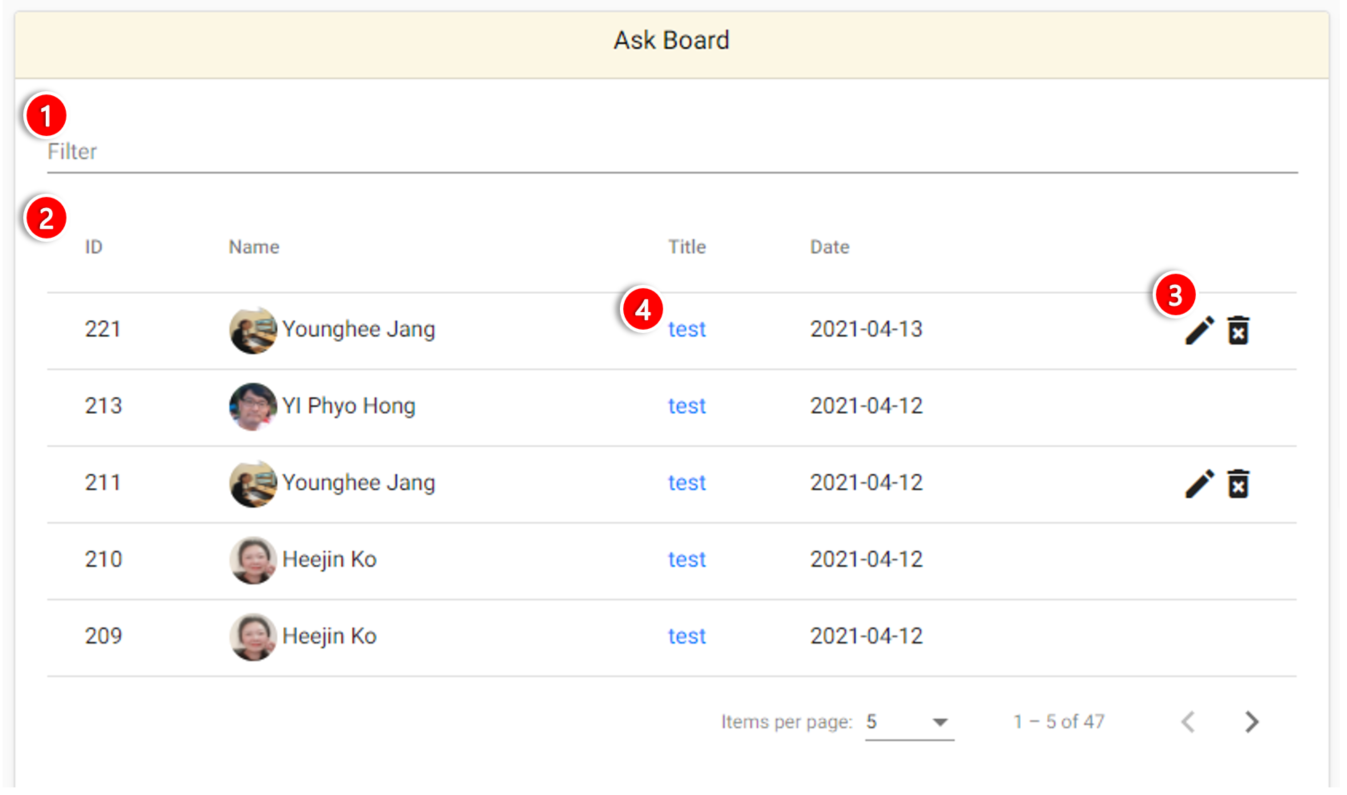 Ask Board
1
Filter
2
ID Name Title Date
3
4
221 Younghee Jang test 2021-04-13
213 YI Phyo Hong test 2021-04-12
211 Younghee Jang test 2021-04-12
210 Heejin Ko test 2021-04-12
209 Heejin Ko test 2021-04-12
Items per page: 5 1 – 5 of 47